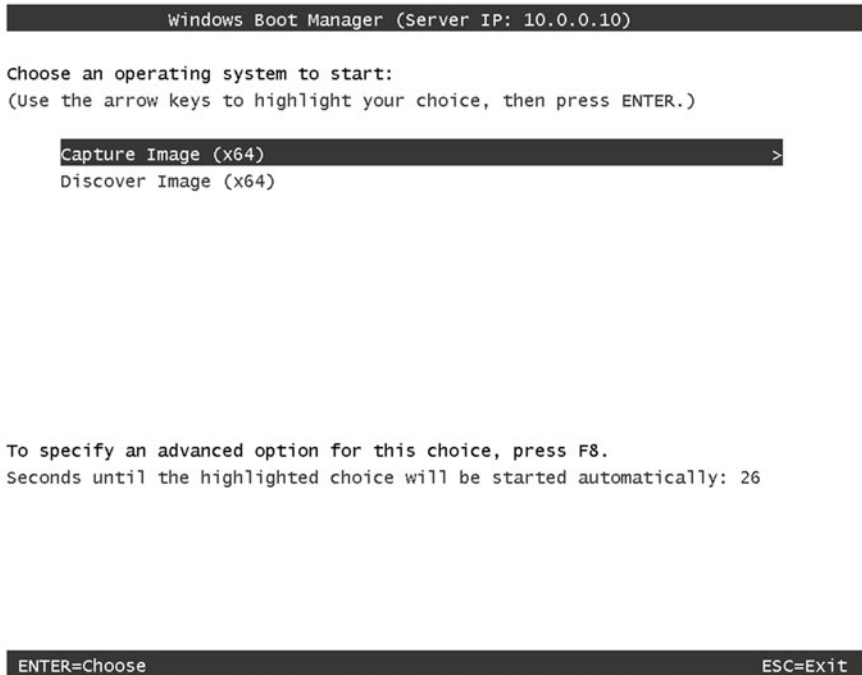 Windows Boot Manager (Server IP: 10.0.0.10)
Choose an operating system to start:
(Use the arrow keys to highlight your choice, then press ENTER.)
Capture Image (x64) >
Discover Image (x64)
To specify an advanced option for this choice, press F8.
Seconds until the highlighted choice will be started automatically: 26
ENTER=Choose ESC=Exit